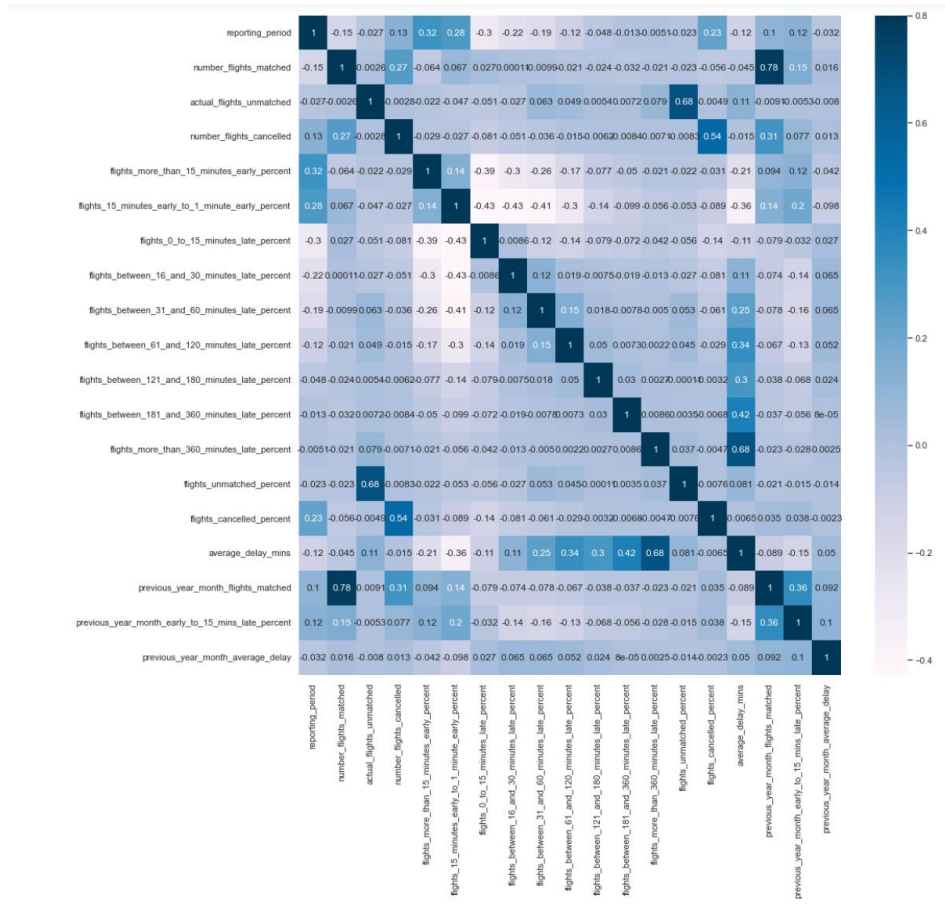 reporting_period 1 -0.15 -0.027 0.13 0.32 0.28 -0.3 -0.22 -0.19 -0.12 -0.048 -0.013 -0.0051 -0.023 0.23 -0.12 0.1 0.12 -0.032
number_flights_matched -0.15 1 -0.0026 0.27 -0.064 0.067 0.027 0.00011 -0.0099 -0.021 -0.024 -0.032 -0.021 -0.023 -0.056 -0.045 0.78 0.15 0.016
actual_flights_unmatched -0.027 -0.0026 1 -0.0028 -0.022 -0.047 -0.051 -0.027 0.063 0.049 0.0054 0.0072 0.079 0.68 -0.0049 0.11 -0.0091 -0.0053 -0.008
number_flights_cancelled 0.13 0.27 -0.0028 1 -0.029 -0.027 -0.081 -0.051 -0.036 -0.015 -0.0062 -0.0084 -0.0071 -0.0083 0.54 -0.015 0.31 0.077 0.013
flights_more_than_15_minutes_early_percent 0.32 -0.064 -0.022 -0.029 1 0.14 -0.39 -0.3 -0.26 -0.17 -0.077 -0.05 -0.021 -0.022 -0.031 -0.21 0.094 0.12 -0.042
flights_15_minutes_early_to_1_minute_early_percent 0.28 0.067 -0.047 -0.027 0.14 1 -0.43 -0.43 -0.41 -0.3 -0.14 -0.099 -0.056 -0.053 -0.089 -0.36 0.14 0.2 -0.098
flights_0_to_15_minutes_late_percent -0.3 0.027 -0.051 -0.081 -0.39 -0.43 1 -0.0086 -0.12 -0.14 -0.079 -0.072 -0.042 -0.056 -0.14 -0.11 -0.079 -0.032 0.027
flights_between_16_and_30_minutes_late_percent -0.22 0.00011 -0.027 -0.051 -0.3 -0.43 -0.0086 1 0.12 0.019 -0.0075 -0.019 -0.013 -0.027 -0.081 0.11 -0.074 -0.14 0.065
flights_between_31_and_60_minutes_late_percent -0.19 -0.0099 0.063 -0.036 -0.26 -0.41 -0.12 0.12 1 0.15 0.018 -0.0078 -0.005 0.053 -0.061 0.25 -0.078 -0.16 0.065
flights_between_61_and_120_minutes_late_percent -0.12 -0.021 0.049 -0.015 -0.17 -0.3 -0.14 0.019 0.15 1 0.05 0.0073 0.0022 0.045 -0.029 0.34 -0.067 -0.13 0.052
flights_between_121_and_180_minutes_late_percent -0.048 -0.024 0.0054 -0.0062 -0.077 -0.14 -0.079 -0.0075 0.018 0.05 1 0.03 0.0027 -0.00011 -0.0032 0.3 -0.038 -0.068 0.024
flights_between_181_and_360_minutes_late_percent -0.013 -0.032 0.0072 -0.0084 -0.05 -0.099 -0.072 -0.019 -0.0078 0.0073 0.03 1 0.0086 0.0035 -0.0068 0.42 -0.037 -0.056 8e-05
flights_more_than_360_minutes_late_percent -0.0051 -0.021 0.079 -0.0071 -0.021 -0.056 -0.042 -0.013 -0.005 0.0022 0.0027 0.0086 1 0.037 -0.0047 0.68 -0.023 -0.028 0.0025
flights_unmatched_percent -0.023 -0.023 0.68 -0.0083 -0.022 -0.053 -0.056 -0.027 0.053 0.045 -0.00011 0.0035 0.037 1 -0.0076 0.081 -0.021 -0.015 -0.014
flights_cancelled_percent 0.23 -0.056 -0.0049 0.54 -0.031 -0.089 -0.14 -0.081 -0.061 -0.029 -0.0032 -0.0068 -0.0047 -0.0076 1 -0.0065 0.035 0.038 -0.0023
average_delay_mins -0.12 -0.045 0.11 -0.015 -0.21 -0.36 -0.11 0.11 0.25 0.34 0.3 0.42 0.68 0.081 -0.0065 1 -0.089 -0.15 0.05
previous_year_month_flights_matched 0.1 0.78 -0.0091 0.31 0.094 0.14 -0.079 -0.074 -0.078 -0.067 -0.038 -0.037 -0.023 -0.021 0.035 -0.089 1 0.36 0.092
previous_year_month_early_to_15_mins_late_percent 0.12 0.15 -0.0053 0.077 0.12 0.2 -0.032 -0.14 -0.16 -0.13 -0.068 -0.056 -0.028 -0.015 0.038 -0.15 0.36 1 0.1
previous_year_month_average_delay -0.032 0.016 -0.008 0.013 -0.042 -0.098 0.027 0.065 0.065 0.052 0.024 8e-05 0.0025 -0.014 -0.0023 0.05 0.092 0.1 1
reporting_period
number_flights_matched
actual_flights_unmatched
number_flights_cancelled
flights_more_than_15_minutes_early_percent
flights_15_minutes_early_to_1_minute_early_percent
flights_0_to_15_minutes_late_percent
flights_between_16_and_30_minutes_late_percent
flights_between_31_and_60_minutes_late_percent
flights_between_61_and_120_minutes_late_percent
flights_between_121_and_180_minutes_late_percent
flights_between_181_and_360_minutes_late_percent
flights_more_than_360_minutes_late_percent
flights_unmatched_percent
flights_cancelled_percent
average_delay_mins
previous_year_month_flights_matched
previous_year_month_early_to_15_mins_late_percent
previous_year_month_average_delay
0.8
0.6
0.4
0.2
0.0
−0.2
−0.4